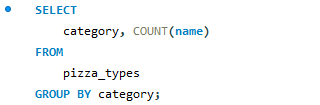 SELECT
category, COUNT(name)
FROM
pizza_types
GROUP BY category;